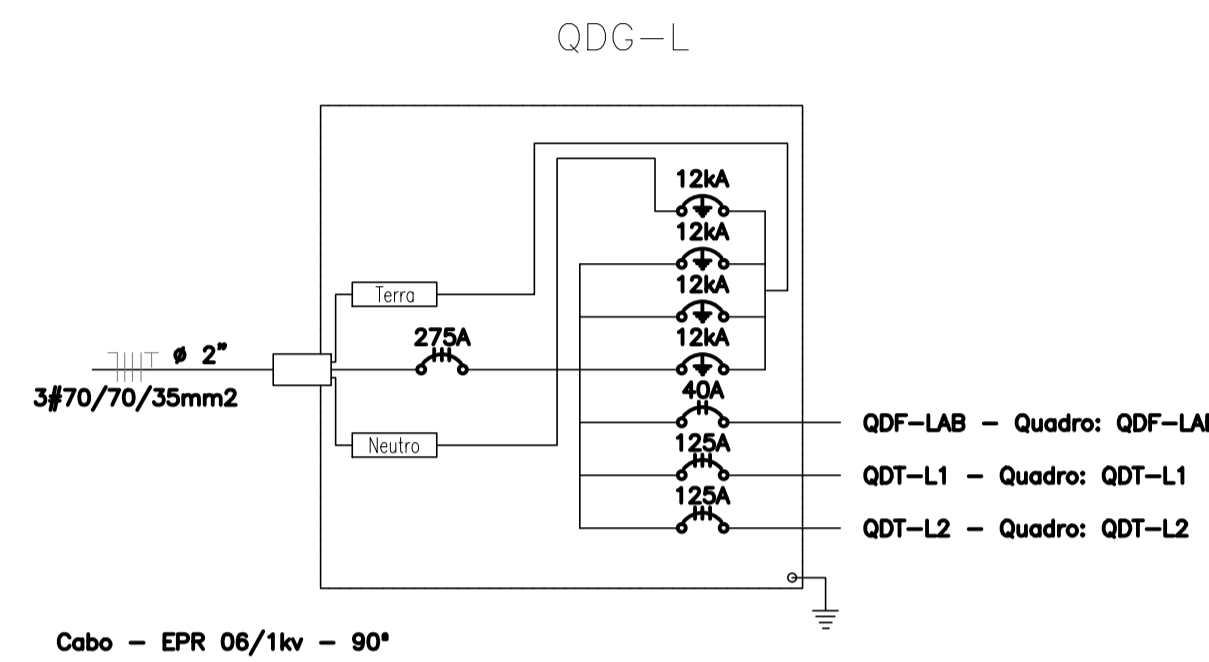 QDG-L
12kA
12kA
12kA
12kA
Terra
275A
ø 2"
3#70/70/35mm2
40A
QDF-LAB - Quadro: QDF-LA
Neutro
125A
QDT-L1 - Quadro: QDT-L1
125A
QDT-L2 - Quadro: QDT-L2
Cabo - EPR 06/1kv - 90°